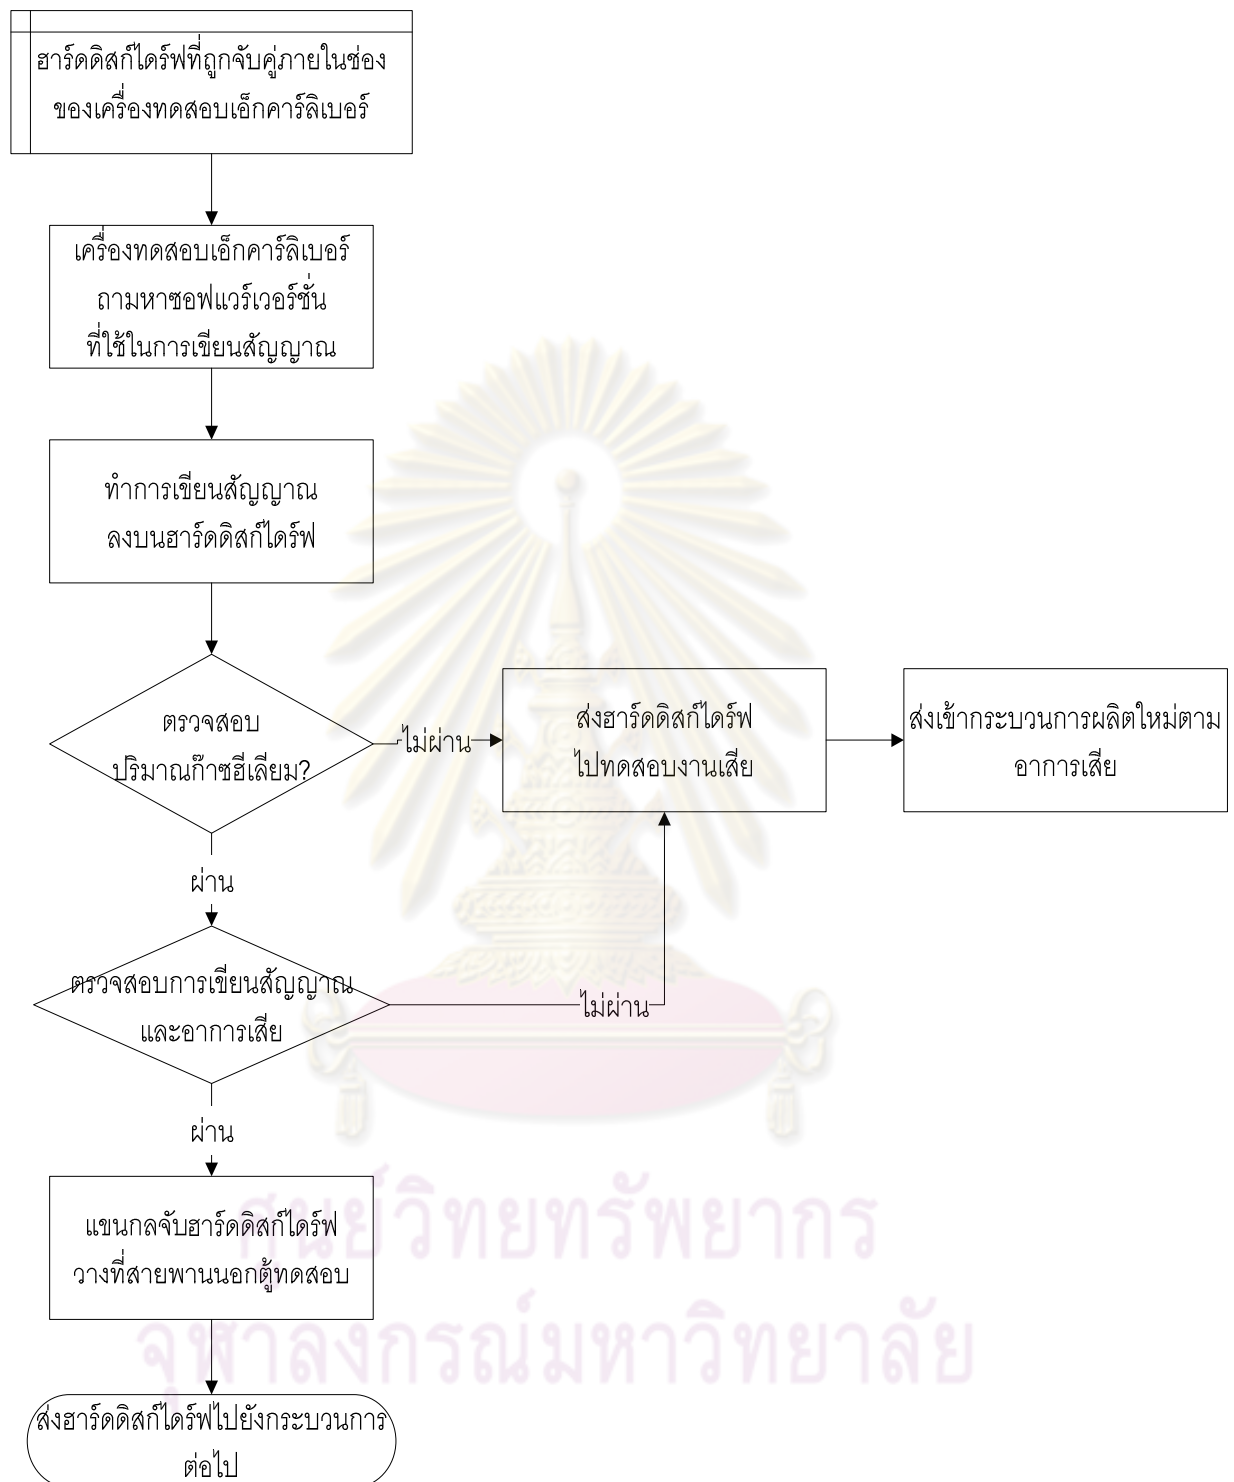 ฮาร์ดดิสก์ไดร์ฟที่ถูกจับคู่ภายในช่อง
ของเครื่องทดสอบเอ็กคาร์ลิเบอร์
เครื่องทดสอบเอ็กคาร์ลิเบอร์
ถามหาซอฟแวร์เวอร์ชั่น
ที่ใช้ในการเขียนสัญญาณ
ทำการเขียนสัญญาณ
ลงบนฮาร์ดดิสก์ไดร์ฟ
ตรวจสอบ
ปริมาณก๊าซฮีเลียม?
ไม่ผ่าน
ส่งฮาร์ดดิสก์ไดร์ฟ
ไปทดสอบงานเสีย
ส่งเข้ากระบวนการผลิตใหม่ตาม
อาการเสีย
ผ่าน
ตรวจสอบการเขียนสัญญาณ
และอาการเสีย
ไม่ผ่าน
ผ่าน
แขนกลจับฮาร์ดดิสก์ไดร์ฟ
วางที่สายพานนอกตู้ทดสอบ
ศูนย์วิทยทรัพยากร
จุฬาลงกรณ์มหาวิทยาลัย
ส่งฮาร์ดดิสก์ไดร์ฟไปยังกระบวนการ
ต่อไป